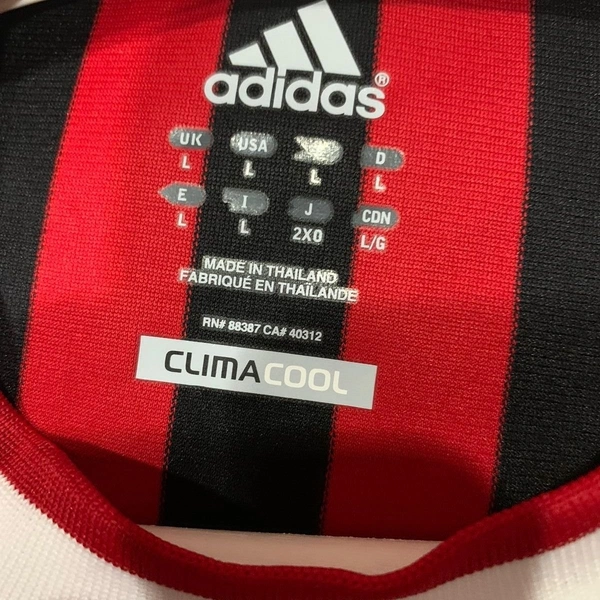 adidas®
UK USA D
L L L L
E I J CDN
L L 2XO L/G
MADE IN THAILAND
FABRIQUÉ EN THAÏLANDE
RN# 88387 CA# 40312
CLIMACOOL